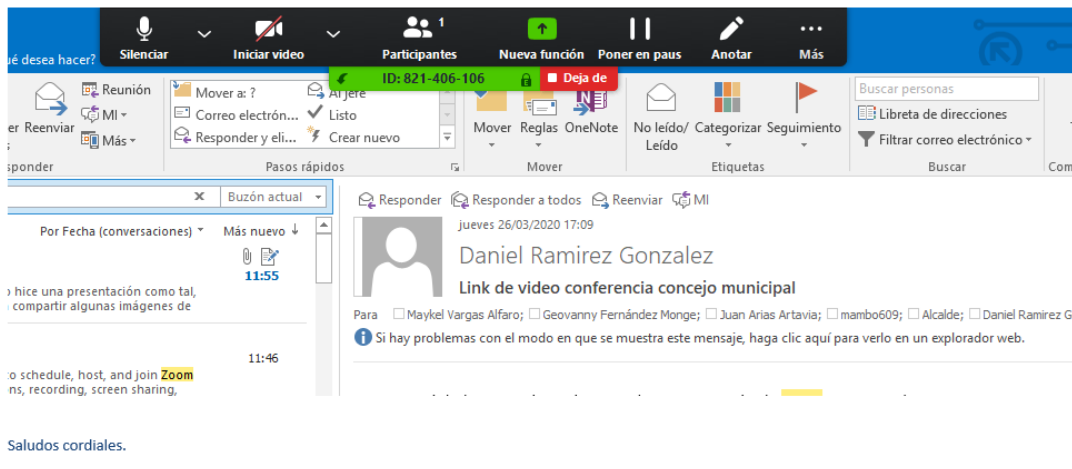 1
Silenciar
Iniciar video
Participantes
Nueva función
Poner en paus
Anotar
Más
ué desea hacer?
ID: 821-406-106
Deja de
er Reenviar
Reunión
MI
Más
sponder
Mover a: ?
Correo electrón...
Responder y eli...
Al jefe
Listo
Crear nuevo
Pasos rápidos
Mover Reglas OneNote
Mover
No leído/ Leído
Categorizar Seguimiento
Etiquetas
Buscar personas
Libreta de direcciones
Filtrar correo electrónico
Buscar
Com
Buzón actual
Por Fecha (conversaciones) Más nuevo
11:55
o hice una presentación como tal,
compartir algunas imágenes de
11:46
to schedule, host, and join Zoom
ns, recording, screen sharing,
Responder Responder a todos Reenviar MI
jueves 26/03/2020 17:09
Daniel Ramirez Gonzalez
Link de video conferencia concejo municipal
Para Maykel Vargas Alfaro; Geovanny Fernández Monge; Juan Arias Artavia; mambo609; Alcalde; Daniel Ramirez G
Si hay problemas con el modo en que se muestra este mensaje, haga clic aquí para verlo en un explorador web.
Saludos cordiales.